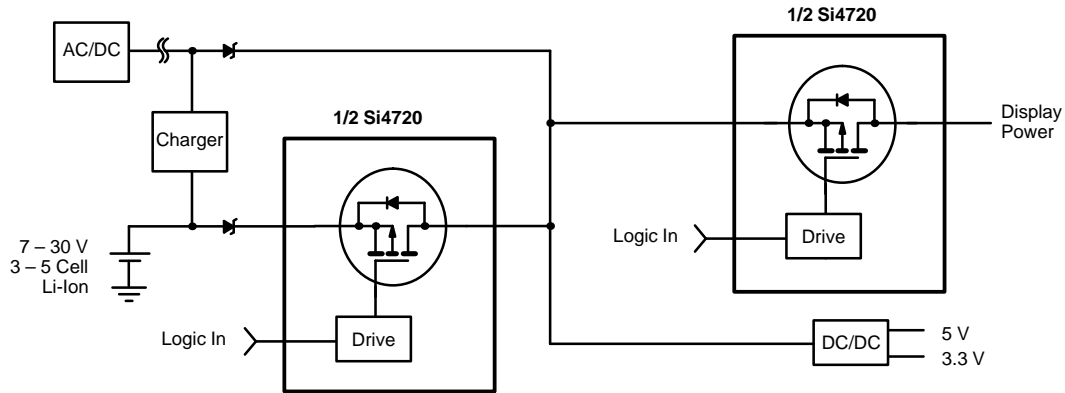 1/2 Si4720
AC/DC
1/2 Si4720
Display
Power
Charger
Logic In
Drive
7 – 30 V
3 – 5 Cell
Li-Ion
Logic In
Drive
DC/DC
5 V
3.3 V